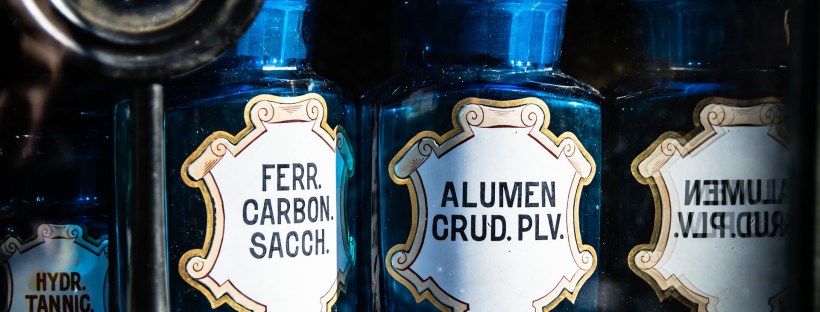 HYDR.
TANNIC.
FERR.
CARBON.
SACCH.
ALUMEN
CRUD. PLV.
ALUMEN
CRUD. PLV.